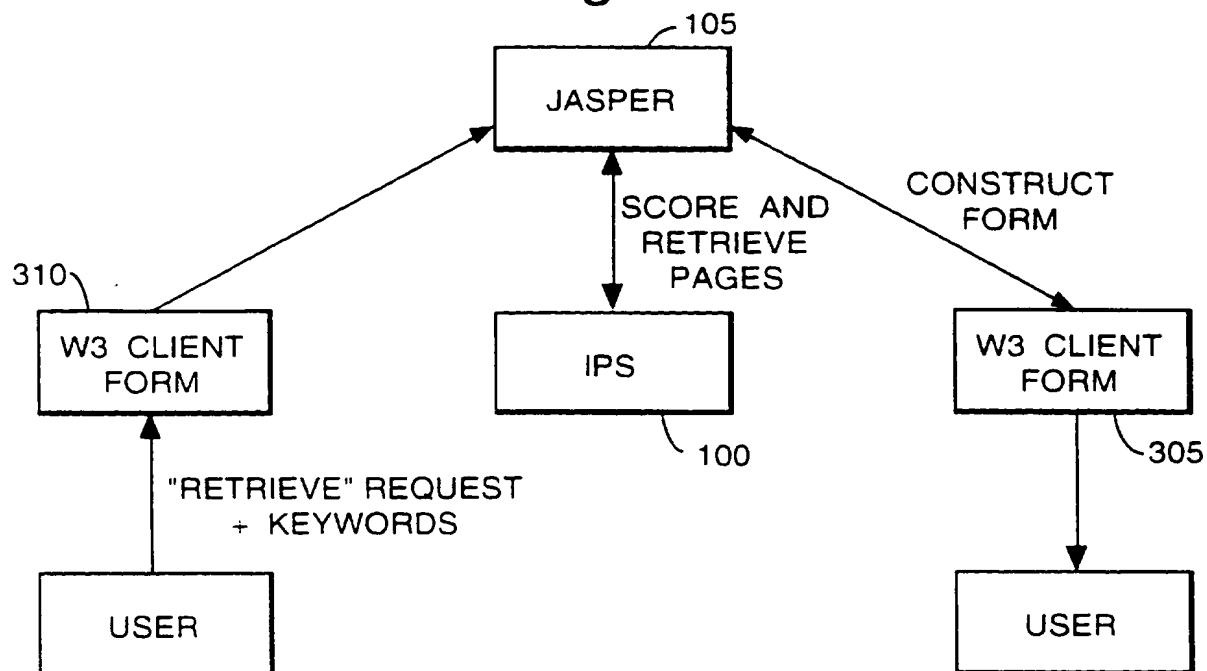 105
JASPER
CONSTRUCT
FORM
SCORE AND
RETRIEVE
PAGES
310
W3 CLIENT
FORM
IPS
W3 CLIENT
FORM
100
305
"RETRIEVE" REQUEST
+ KEYWORDS
USER
USER